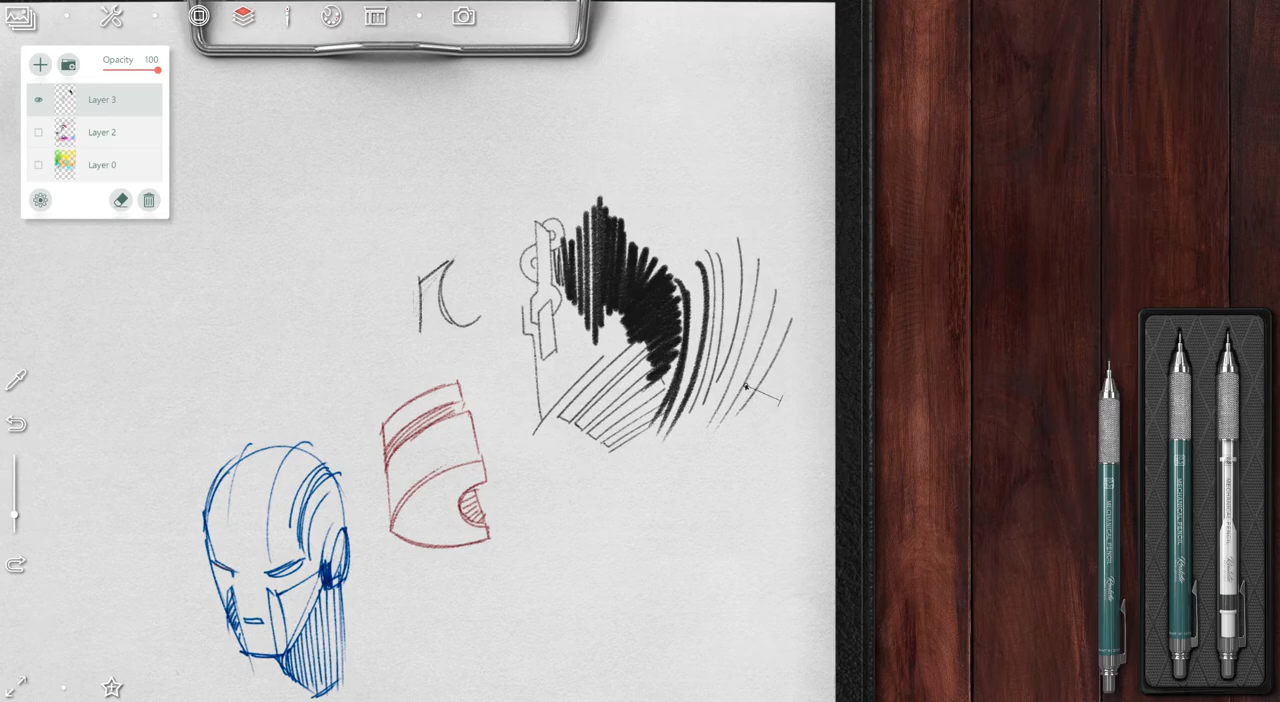 Opacity 100
Layer 3
Layer 2
Layer 0
MECHANICAL PENCIL
MECHANICAL PENCIL
MECHANICAL PENCIL